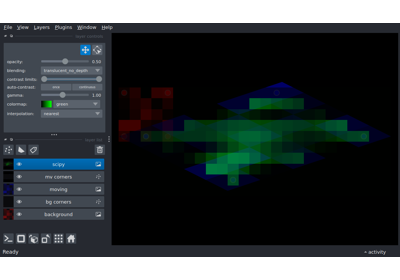 File View Layers Plugins Window Help
opacity: 0.50
blending: translucent_no_depth
contrast limits:
auto-contrast: once continuous
gamma: 1.00
colormap: green
interpolation: nearest
scipy
mv corners
moving
bg corners
background
Ready
activity